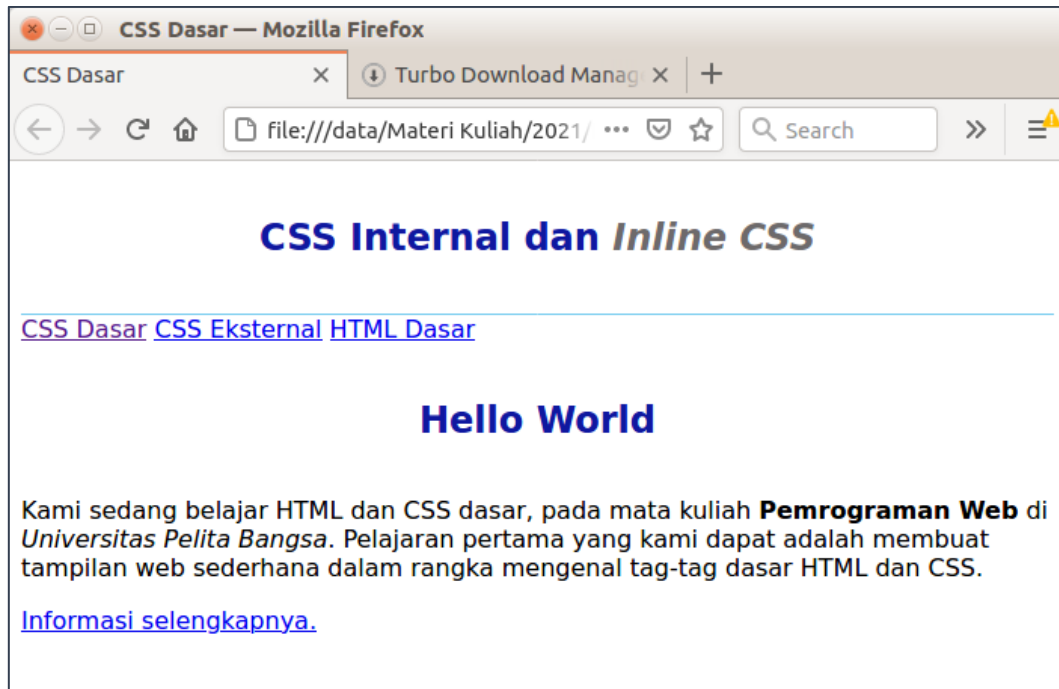 CSS Dasar — Mozilla Firefox
CSS Dasar
Turbo Download Manag
file:///data/Materi Kuliah/2021/
Search
CSS Internal dan Inline CSS
CSS Dasar CSS Eksternal HTML Dasar
Hello World
Kami sedang belajar HTML dan CSS dasar, pada mata kuliah Pemrograman Web di
Universitas Pelita Bangsa. Pelajaran pertama yang kami dapat adalah membuat
tampilan web sederhana dalam rangka mengenal tag-tag dasar HTML dan CSS.
Informasi selengkapnya.